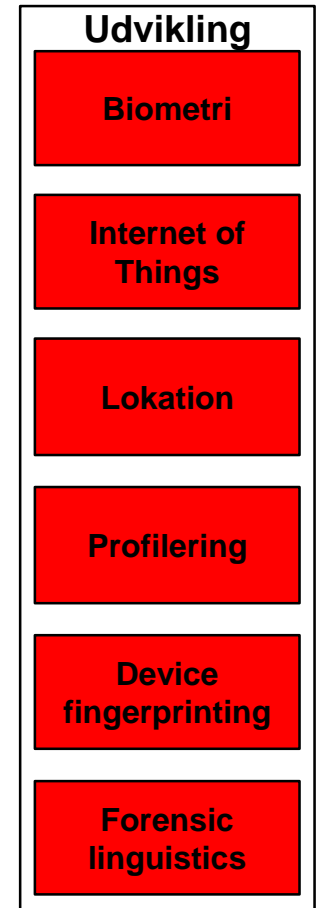 Udvikling
Biometri
Internet of
Things
Lokation
Profilering
Device
fingerprinting
Forensic
linguistics